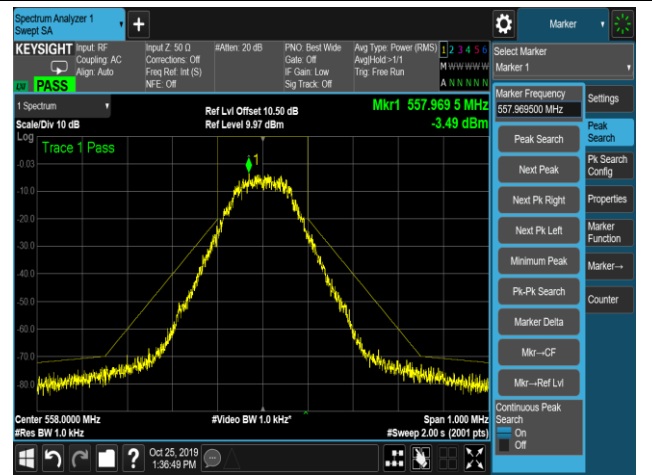 Spectrum Analyzer 1
Swept SA
+
Marker
KEYSIGHT
Input: RF
Coupling: AC
Align: Auto
Input Z: 50 Ω
Corrections: Off
Freq Ref: Int (S)
NFE: Off
#Atten: 20 dB
PNO: Best Wide
Gate: Off
IF Gain: Low
Sig Track: Off
Avg Type: Power (RMS)
Avg|Hold:>1/1
Trig: Free Run
1 2 3 4 5 6
M W W W W W
A N N N N N
LXI
PASS
Select Marker
Marker 1
1 Spectrum
Scale/Div 10 dB
Ref Lvl Offset 10.50 dB
Ref Level 9.97 dBm
Mkr1 557.969 5 MHz
-3.49 dBm
Log
Trace 1 Pass
1
-0.03
-10.0
-20.0
-30.0
-40.0
-50.0
-60.0
-70.0
-80.0
Center 558.0000 MHz
#Res BW 1.0 kHz
#Video BW 1.0 kHz*
Span 1.000 MHz
#Sweep 2.00 s (2001 pts)
Marker Frequency
557.969500 MHz
Peak Search
Next Peak
Next Pk Right
Next Pk Left
Minimum Peak
Pk-Pk Search
Marker Delta
Mkr→CF
Mkr→Ref Lvl
Continuous Peak
Search
On
Off
Settings
Peak
Search
Pk Search
Config
Properties
Marker
Function
Marker→
Counter
?
Oct 25, 2019
1:36:49 PM